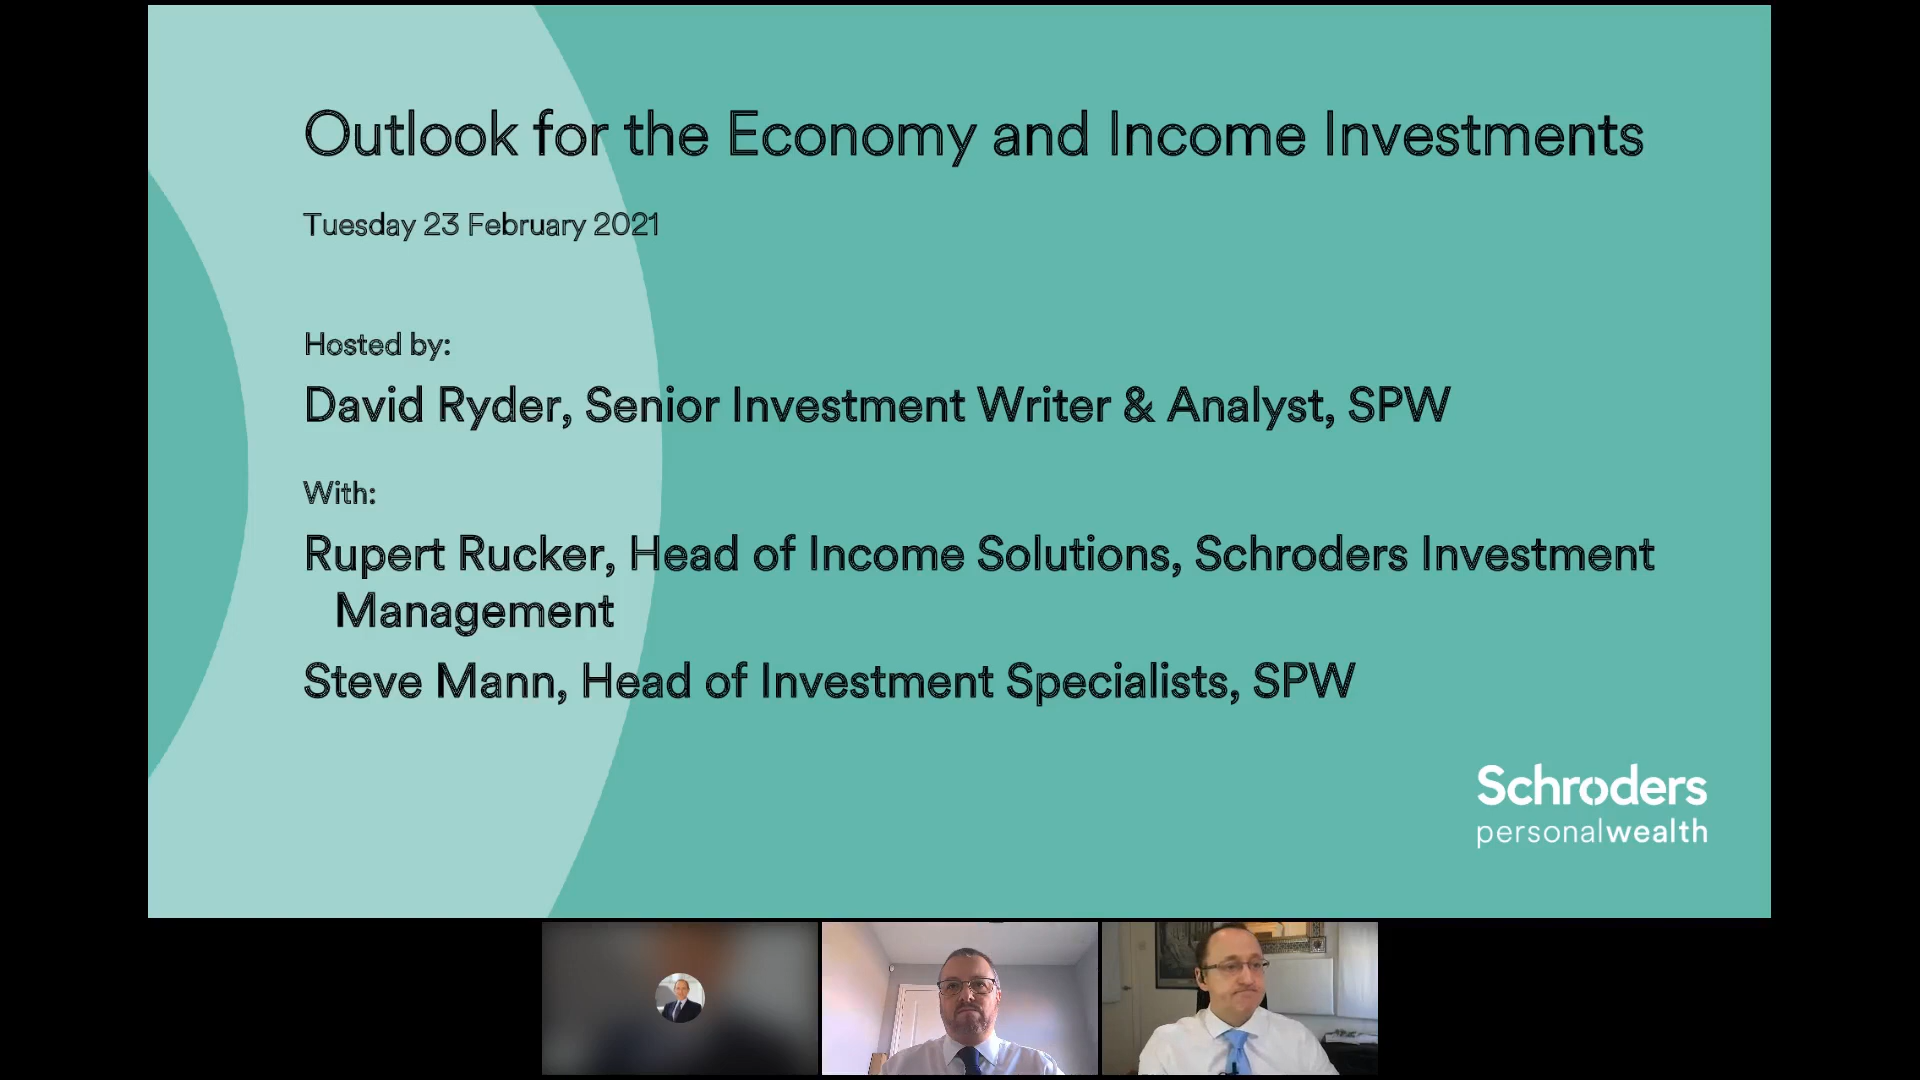 Outlook for the Economy and Income Investments
Tuesday 23 February 2021
Hosted by:
David Ryder, Senior Investment Writer & Analyst, SPW
With:
Rupert Rucker, Head of Income Solutions, Schroders Investment
Management
Steve Mann, Head of Investment Specialists, SPW
Schroders
personalwealth